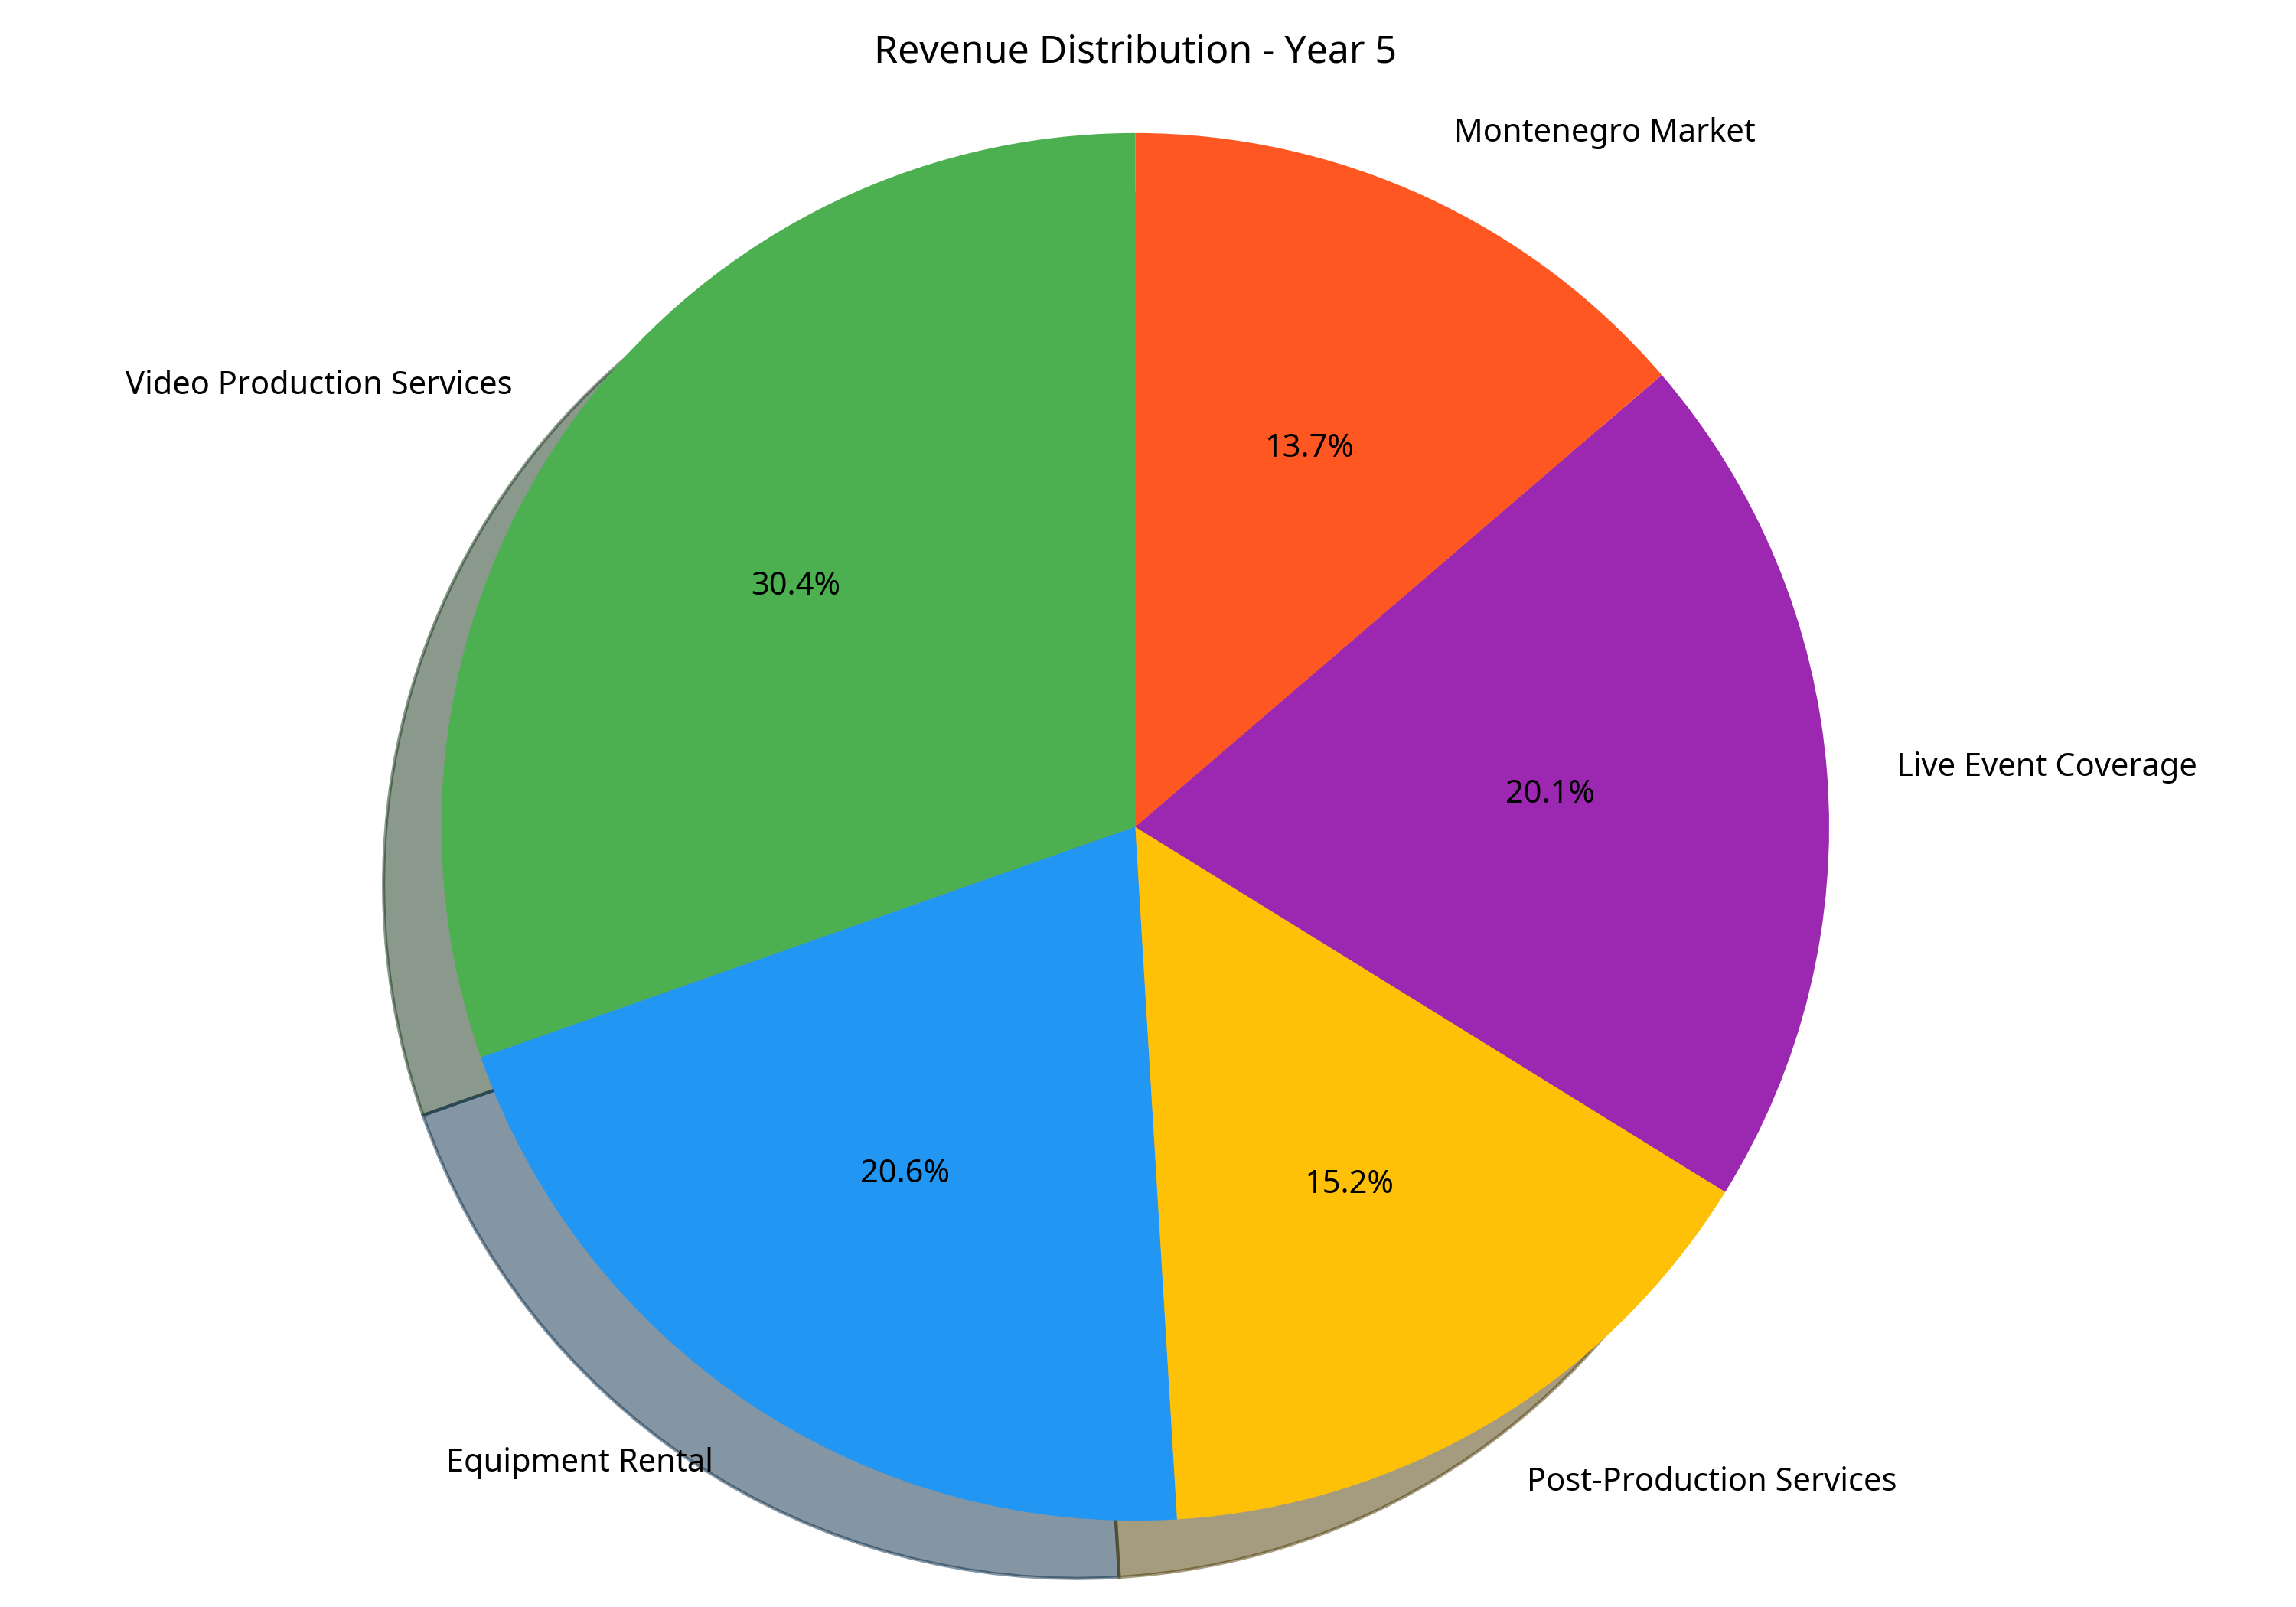 Revenue Distribution - Year 5
Montenegro Market
Video Production Services
13.7%
30.4%
Live Event Coverage
20.1%
20.6%
15.2%
Equipment Rental
Post-Production Services